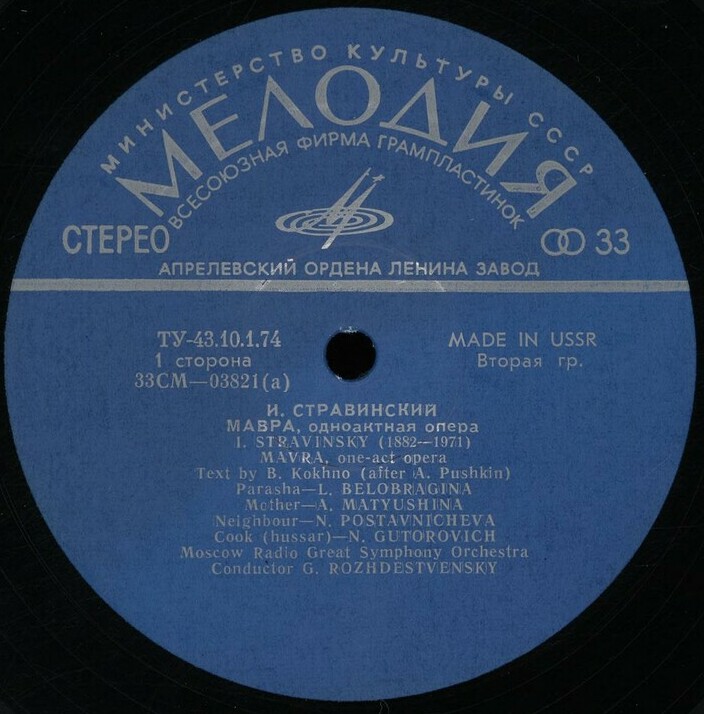 МИНИСТЕРСТВО КУЛЬТУРЫ СССР
МЕЛОДИЯ
ВСЕСОЮЗНАЯ ФИРМА ГРАМПЛАСТИНОК
СТЕРЕО
33
АПРЕЛЕВСКИЙ ОРДЕНА ЛЕНИНА ЗАВОД
ТУ-43.10.1.74
MADE IN USSR
1 сторона
Вторая гр.
33СМ—03821(а)
И. СТРАВИНСКИЙ
МАВРА, одноактная опера
I. STRAVINSKY (1882—1971)
MAVRA, one-act opera
Text by B. Kokhno (after A. Pushkin)
Parasha—L. BELOBRAGINA
Mother—A. MATYUSHINA
Neighbour—N. POSTAVNICHEVA
Cook (hussar)—N. GUTOROVICH
Moscow Radio Great Symphony Orchestra
Conductor G. ROZHDESTVENSKY